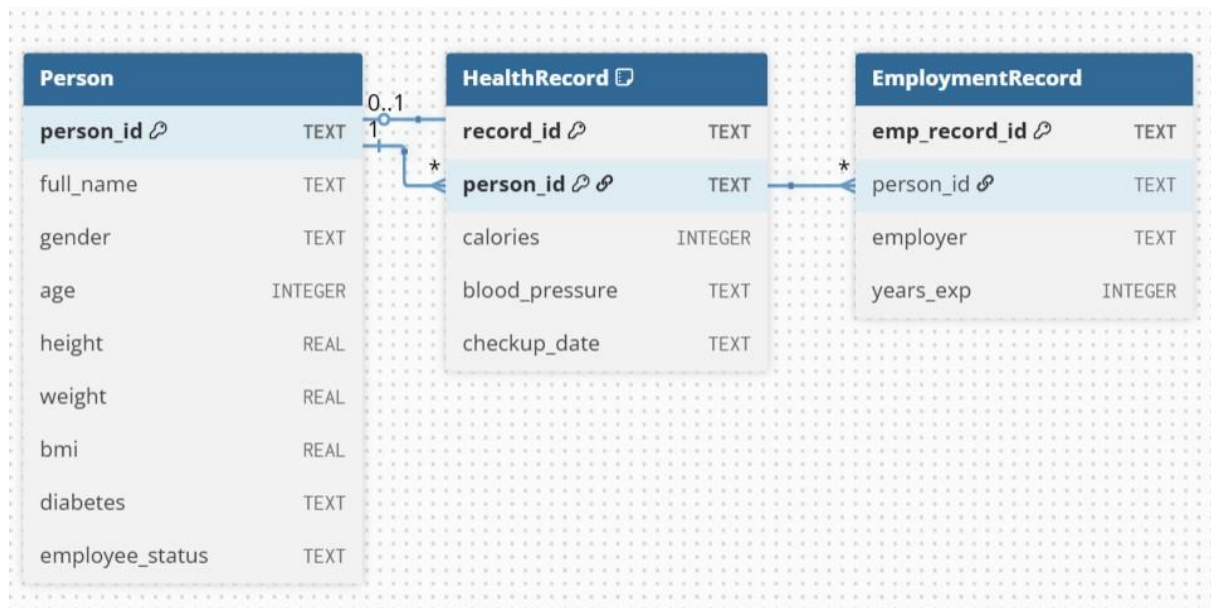 Person
person_id TEXT
full_name TEXT
gender TEXT
age INTEGER
height REAL
weight REAL
bmi REAL
diabetes TEXT
employee_status TEXT
0..1
1
*
HealthRecord
record_id TEXT
person_id TEXT
calories INTEGER
blood_pressure TEXT
checkup_date TEXT
*
EmploymentRecord
emp_record_id TEXT
person_id TEXT
employer TEXT
years_exp INTEGER